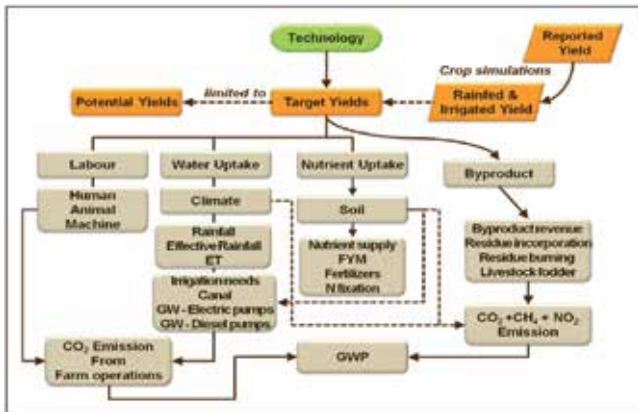 Technology
Reported
Yield
Crop simulations
limited to
Potential Yields
Target Yields
Rainfed &
Irrigated Yield
Labour
Water Uptake
Nutrient Uptake
Byproduct
Human
Animal
Machine
Climate
Soil
Rainfall
Effective Rainfall
ET
Nutrient supply
FYM
Fertilizers
N fixation
Byproduct revenue
Residue incorporation
Residue burning
Livestock fodder
Irrigation needs
Canal
GW - Electric pumps
GW - Diesel pumps
CO₂ +CH₄ + NO₂
Emission
CO₂ Emission
From
Farm operations
GWP